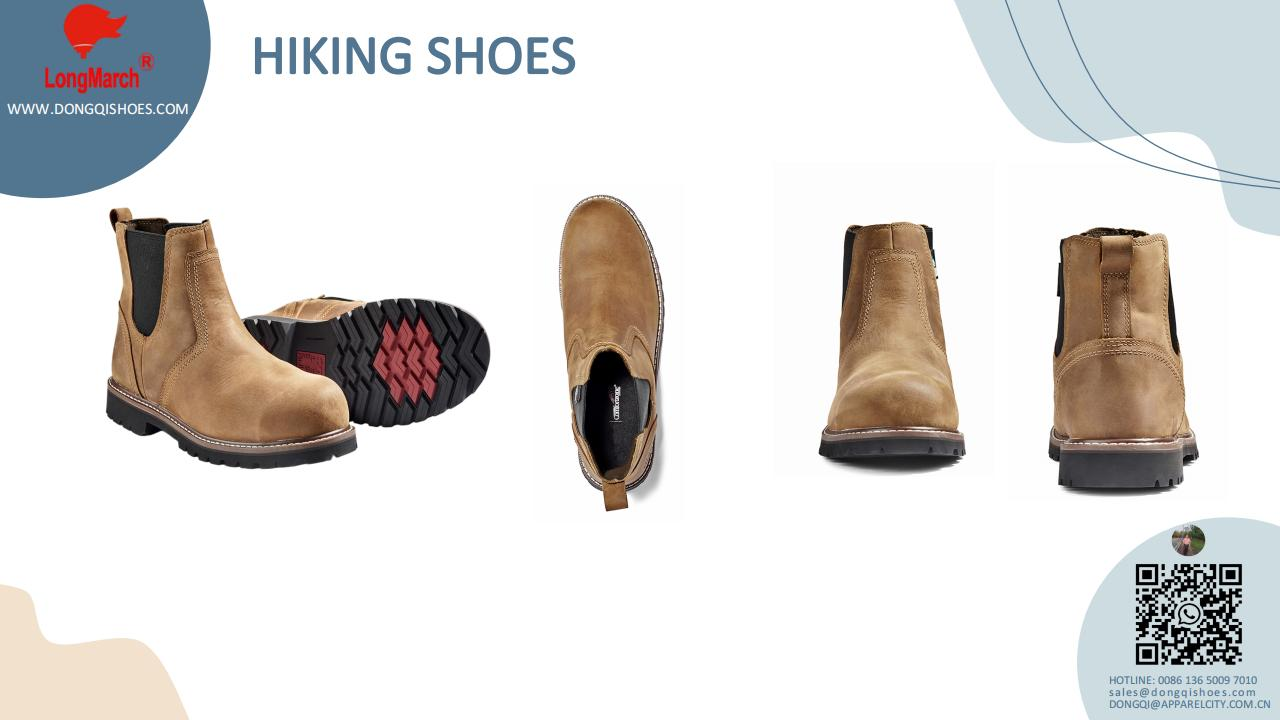 LongMarch®
WWW.DONGQISHOES.COM
HIKING SHOES
HOTLINE: 0086 136 5009 7010
sales@dongqishoes.com
DONGQI@APPARELCITY.COM.CN